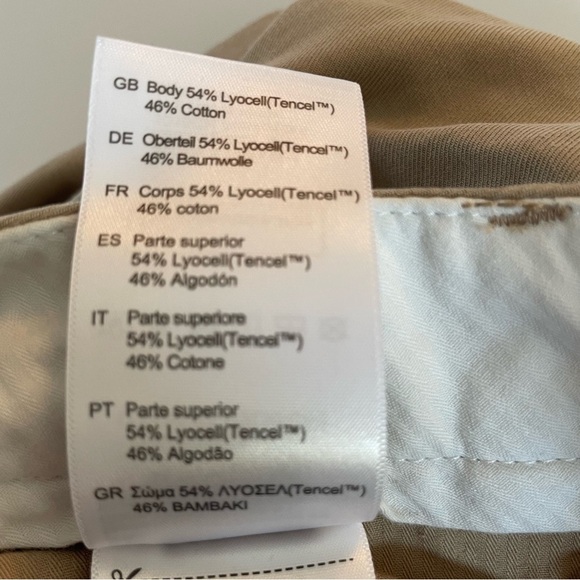 GB Body 54% Lyocell(Tencel™)
46% Cotton
DE Oberteil 54% Lyocell(Tencel™)
46% Baumwolle
FR Corps 54% Lyocell(Tencel™)
46% coton
ES Parte superior
54% Lyocell(Tencel™)
46% Algodón
IT Parte superiore
54% Lyocell(Tencel™)
46% Cotone
PT Parte superior
54% Lyocell(Tencel™)
46% Algodão
GR Σώμα 54% ΛΥΟΣΕΛ(Tencel™)
46% ΒΑΜΒΑΚΙ